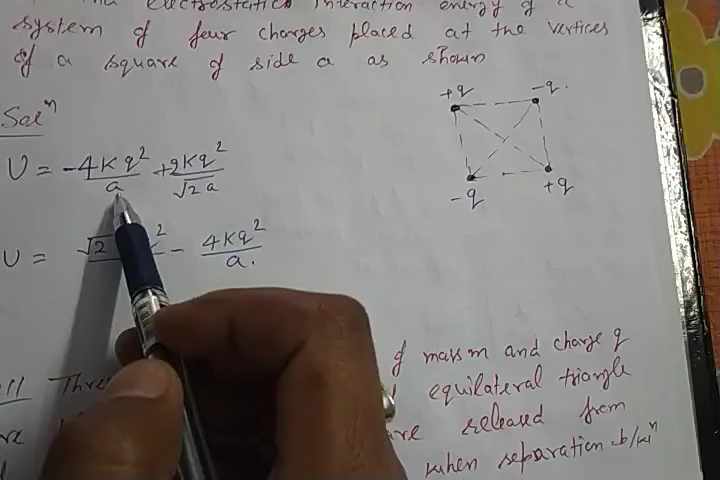 electrostatic interaction energy of a
system of four charges placed at the vertices
of a square of side a as shown
+q -q.
-q +q
Solⁿ
U = -4Kq²/a + 2Kq²/√2 a
U = √2 - 4Kq²/a.
of mass m and charge q
equilateral triangle
released from
when separation b/wⁿ